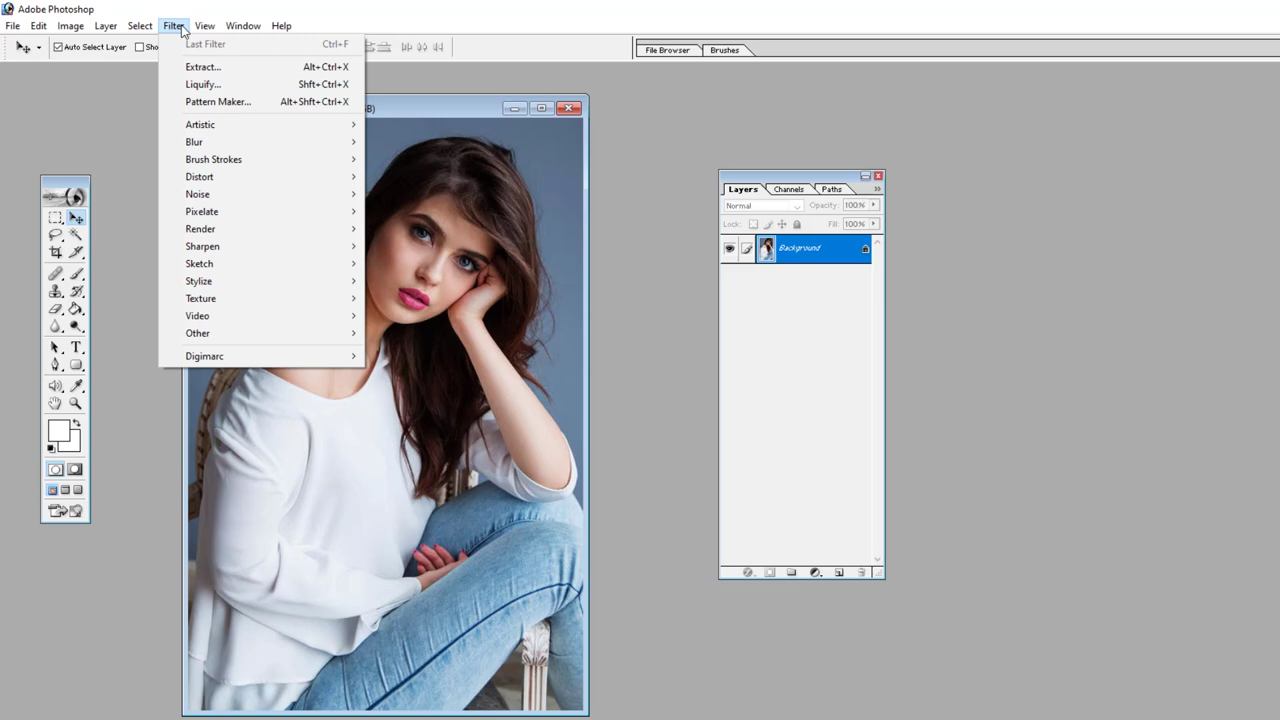 Adobe Photoshop
File Edit Image Layer Select Filter View Window Help
Auto Select Layer Sho
File Browser Brushes
Last Filter Ctrl+F
Extract... Alt+Ctrl+X
Liquify... Shft+Ctrl+X
Pattern Maker... Alt+Shft+Ctrl+X
Artistic
Blur
Brush Strokes
Distort
Noise
Pixelate
Render
Sharpen
Sketch
Stylize
Texture
Video
Other
Digimarc
B)
Layers Channels Paths
Normal Opacity: 100%
Lock: Fill: 100%
Background
T